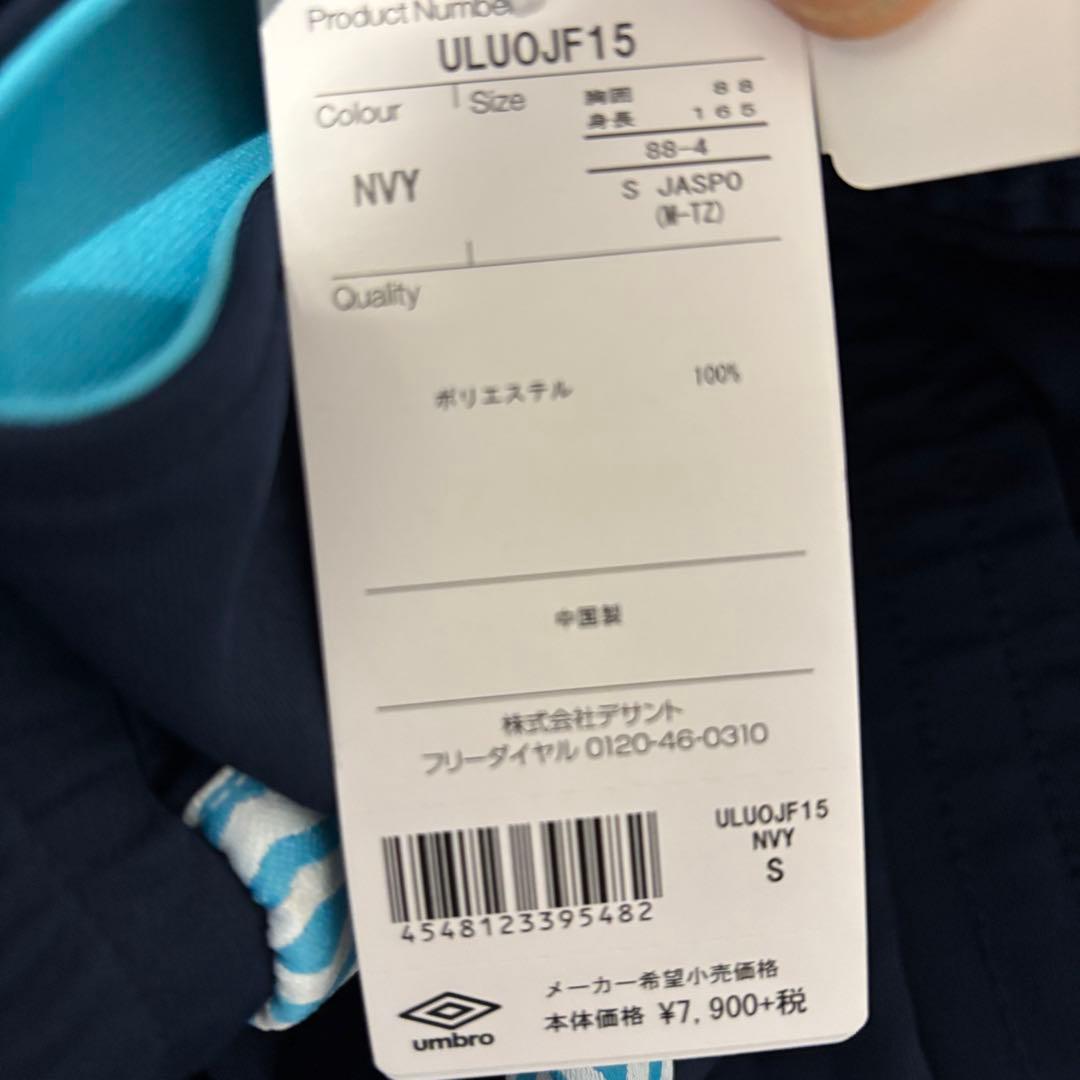 Product Number
ULUOJF15
Colour
Size
胸囲 88
身長 165
88-4
NVY
S JASPO
(M-TZ)
Quality
ポリエステル 100%
中国製
株式会社デサント
フリーダイヤル 0120-46-0310
ULUOJF15
NVY
S
4548123395482
メーカー希望小売価格
本体価格 ¥7,900+税
umbro